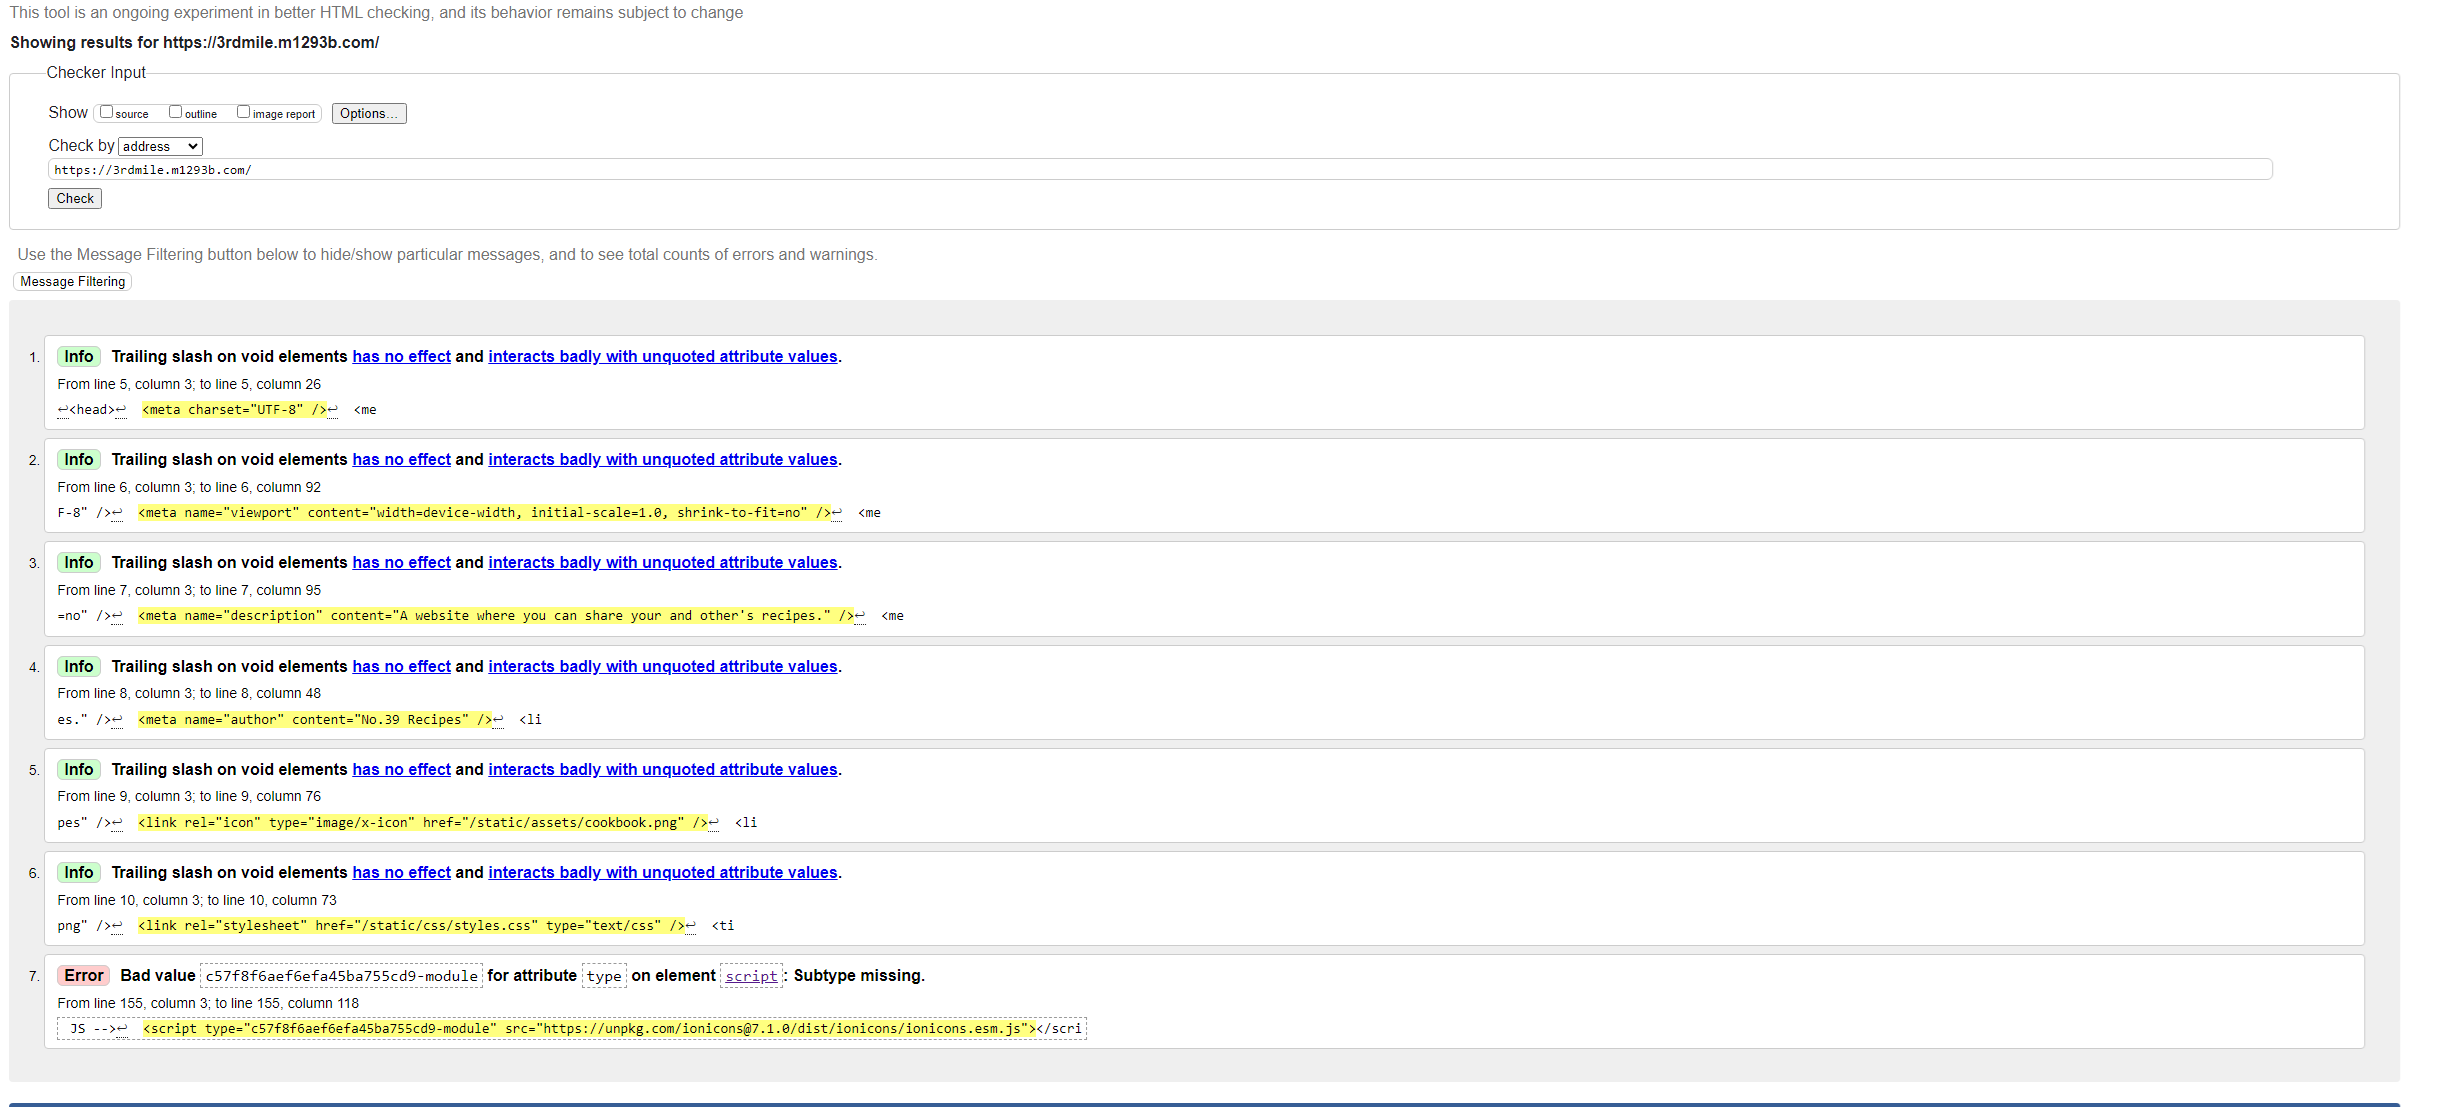 This tool is an ongoing experiment in better HTML checking, and its behavior remains subject to change
Showing results for https://3rdmile.m1293b.com/
Checker Input
Show source outline image report Options...
Check by address
https://3rdmile.m1293b.com/
Check
Use the Message Filtering button below to hide/show particular messages, and to see total counts of errors and warnings.
Message Filtering
1. Info Trailing slash on void elements has no effect and interacts badly with unquoted attribute values.
From line 5, column 3; to line 5, column 26
↩<head>↩ <meta charset="UTF-8" />↩ <me
2. Info Trailing slash on void elements has no effect and interacts badly with unquoted attribute values.
From line 6, column 3; to line 6, column 92
F-8" />↩ <meta name="viewport" content="width=device-width, initial-scale=1.0, shrink-to-fit=no" />↩ <me
3. Info Trailing slash on void elements has no effect and interacts badly with unquoted attribute values.
From line 7, column 3; to line 7, column 95
=no" />↩ <meta name="description" content="A website where you can share your and other's recipes." />↩ <me
4. Info Trailing slash on void elements has no effect and interacts badly with unquoted attribute values.
From line 8, column 3; to line 8, column 48
es." />↩ <meta name="author" content="No.39 Recipes" />↩ <li
5. Info Trailing slash on void elements has no effect and interacts badly with unquoted attribute values.
From line 9, column 3; to line 9, column 76
pes" />↩ <link rel="icon" type="image/x-icon" href="/static/assets/cookbook.png" />↩ <li
6. Info Trailing slash on void elements has no effect and interacts badly with unquoted attribute values.
From line 10, column 3; to line 10, column 73
png" />↩ <link rel="stylesheet" href="/static/css/styles.css" type="text/css" />↩ <ti
7. Error Bad value c57f8f6aef6efa45ba755cd9-module for attribute type on element script: Subtype missing.
From line 155, column 3; to line 155, column 118
JS -->↩ <script type="c57f8f6aef6efa45ba755cd9-module" src="https://unpkg.com/ionicons@7.1.0/dist/ionicons/ionicons.esm.js"></scri